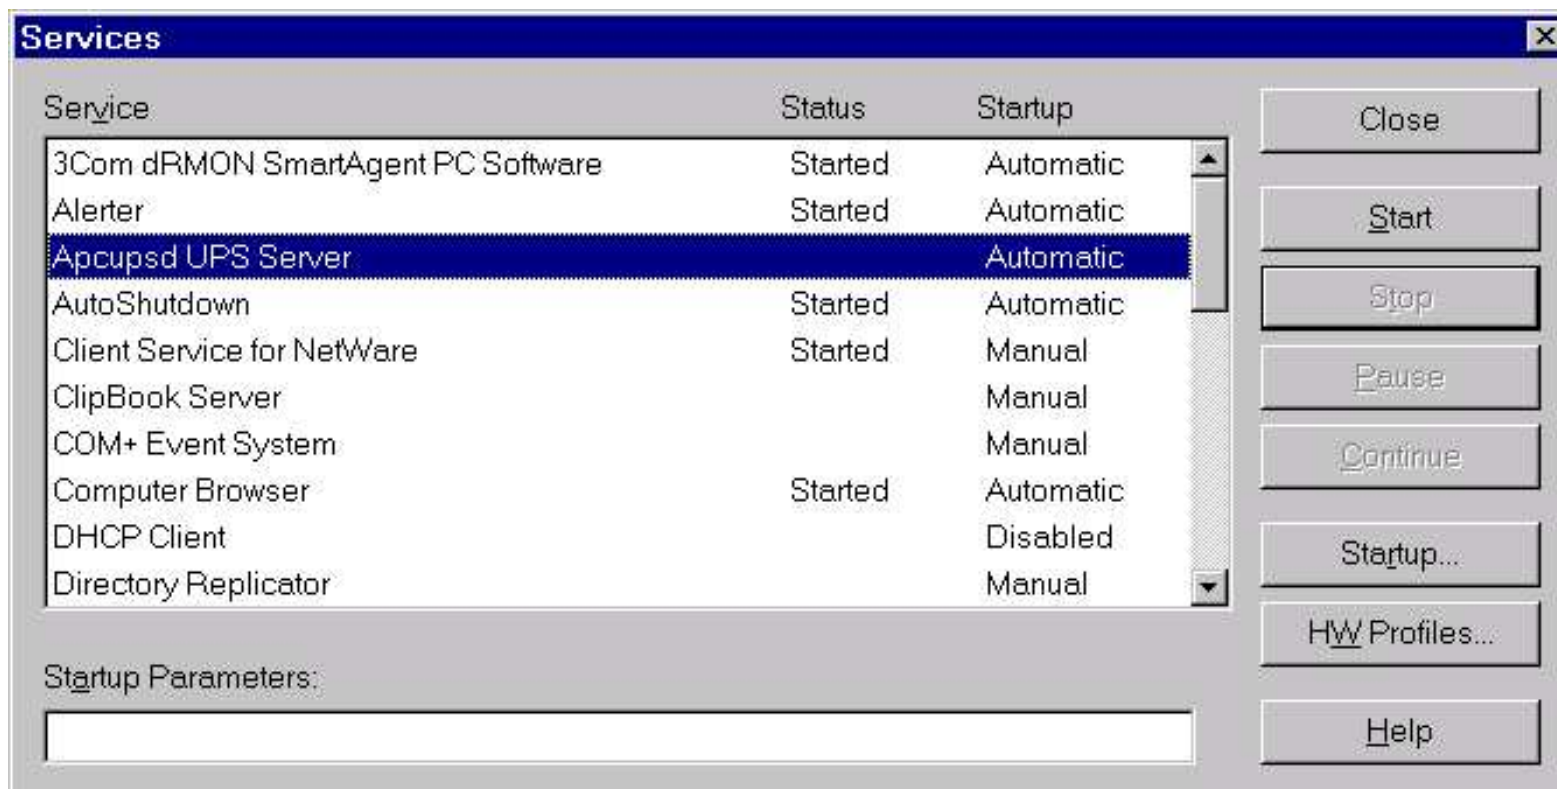 Services
Service Status Startup
3Com dRMON SmartAgent PC Software Started Automatic
Alerter Started Automatic
Apcupsd UPS Server Automatic
AutoShutdown Started Automatic
Client Service for NetWare Started Manual
ClipBook Server Manual
COM+ Event System Manual
Computer Browser Started Automatic
DHCP Client Disabled
Directory Replicator Manual
Startup Parameters:
Close
Start
Stop
Pause
Continue
Startup...
HW Profiles...
Help